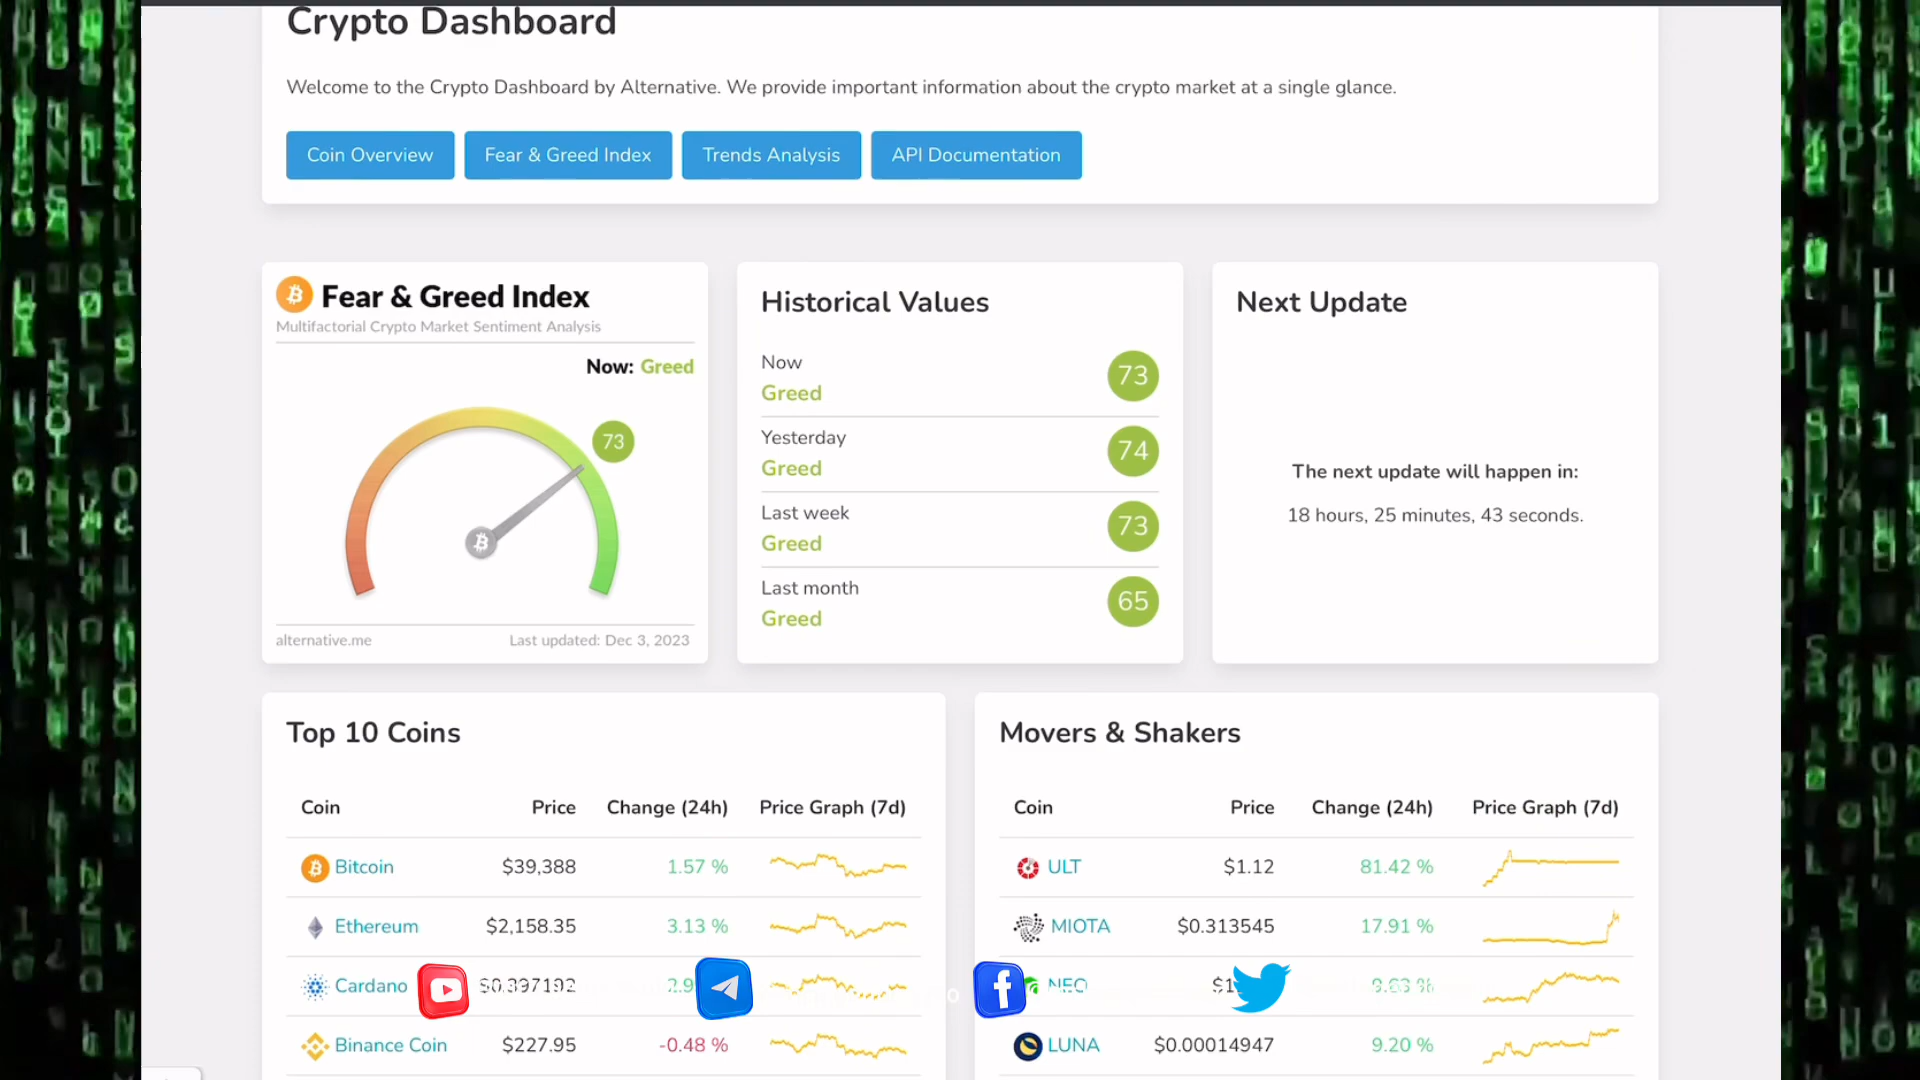 Crypto Dashboard
Welcome to the Crypto Dashboard by Alternative. We provide important information about the crypto market at a single glance.
Coin Overview Fear & Greed Index Trends Analysis API Documentation
Fear & Greed Index
Multifactorial Crypto Market Sentiment Analysis
Now: Greed
73
alternative.me Last updated: Dec 3, 2023
Historical Values
Now
Greed 73
Yesterday
Greed 74
Last week
Greed 73
Last month
Greed 65
Next Update
The next update will happen in:
18 hours, 25 minutes, 43 seconds.
Top 10 Coins
Coin Price Change (24h) Price Graph (7d)
Bitcoin $39,388 1.57 %
Ethereum $2,158.35 3.13 %
Cardano
Binance Coin $227.95 -0.48 %
Movers & Shakers
Coin Price Change (24h) Price Graph (7d)
ULT $1.12 81.42 %
MIOTA $0.313545 17.91 %
NEO
LUNA $0.00014947 9.20 %